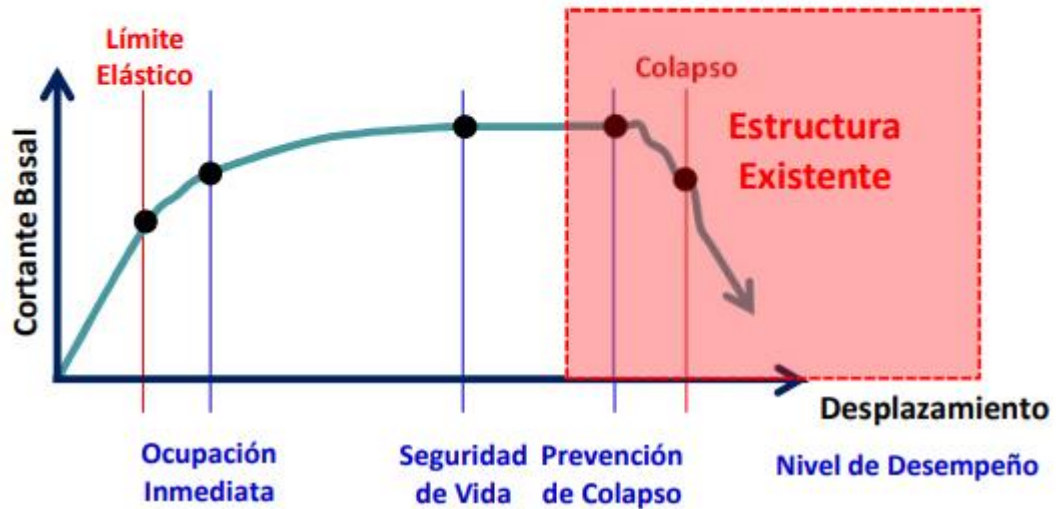 Límite
Elástico
Colapso
Estructura
Existente
Cortante Basal
Desplazamiento
Ocupación
Inmediata
Seguridad
de Vida
Prevención
de Colapso
Nivel de Desempeño